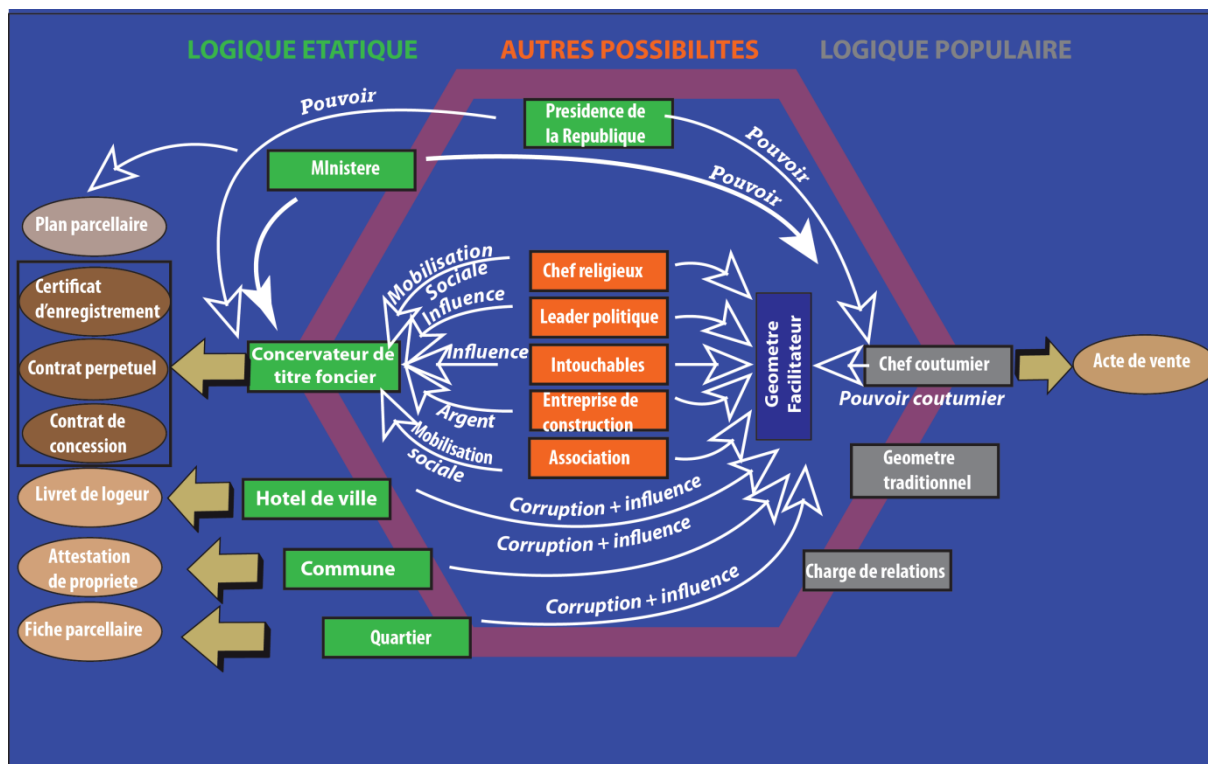 LOGIQUE ETATIQUE
AUTRES POSSIBILITES
LOGIQUE POPULAIRE
Pouvoir
Presidence de
la Republique
Pouvoir
MInistere
Pouvoir
Plan parcellaire
Certificat
d'enregistrement
Contrat perpetuel
Contrat de
concession
Mobilisation
Sociale
Influence
Influence
Argent
Mobilisation
sociale
Chef religieux
Leader politique
Intouchables
Entreprise de
construction
Association
Concervateur de
titre foncier
Geometre
Facilitateur
Chef coutumier
Pouvoir coutumier
Acte de vente
Geometre
traditionnel
Livret de logeur
Hotel de ville
Corruption + influence
Corruption + influence
Attestation
de propriete
Commune
Charge de relations
Corruption + influence
Fiche parcellaire
Quartier